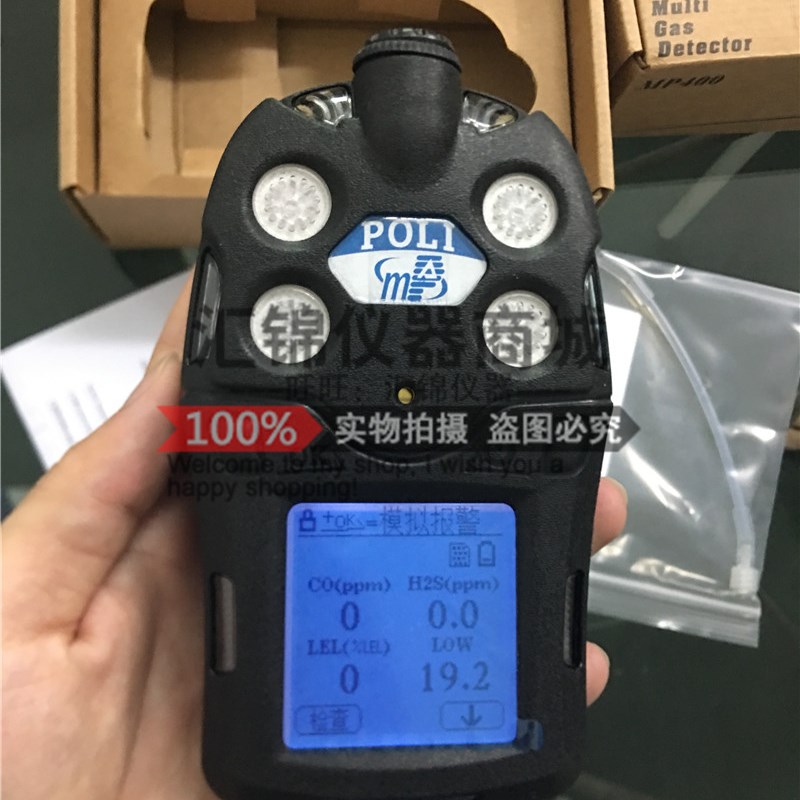 Multi
Gas
Detector
MP400
POLI
mp
汇锦仪器商城
旺旺：汇锦仪器
100% 实物拍摄 盗图必究
Welcome to my shop, I wish you a
happy shopping!
+OK\=模拟报警
CO(ppm) H2S(ppm)
0 0.0
LEL(%LEL) LOW
0 19.2
检查 ↓